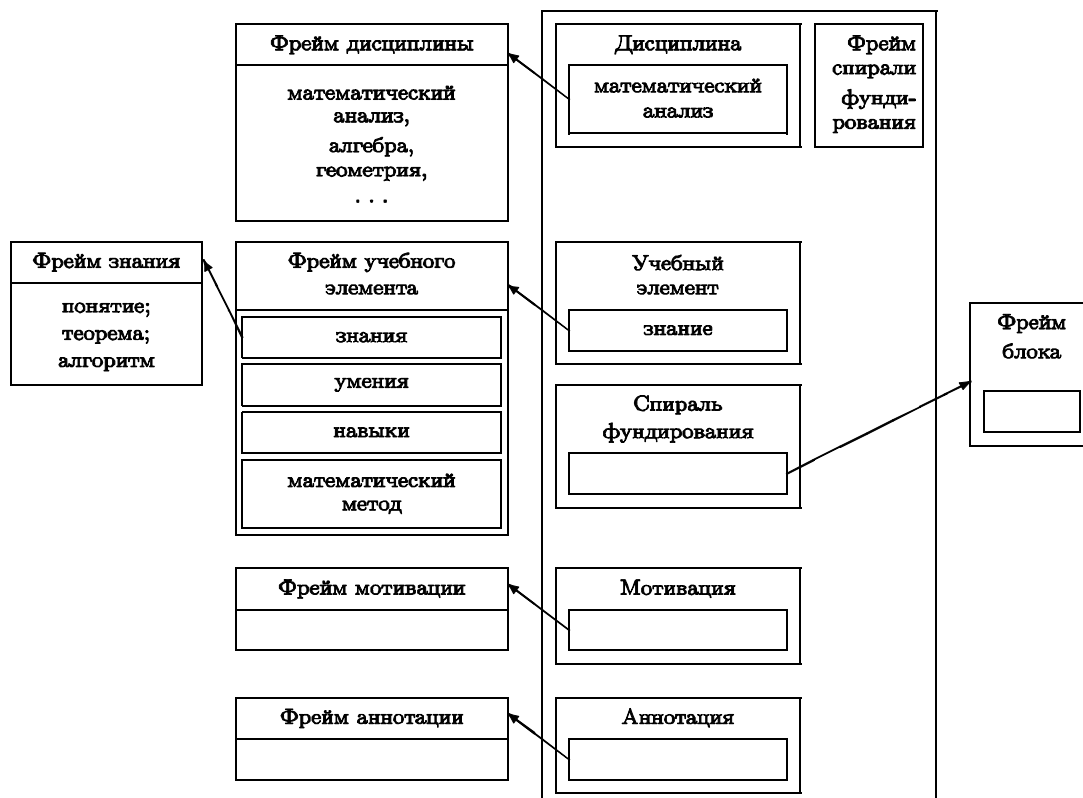 Фрейм дисциплины
математический
анализ,
алгебра,
геометрия,
. . .
Дисциплина
математический
анализ
Фрейм
спирали
фунди-
рования
Фрейм знания
понятие;
теорема;
алгоритм
Фрейм учебного
элемента
знания
умения
навыки
математический
метод
Учебный
элемент
знание
Спираль
фундирования
Фрейм
блока
Фрейм мотивации
Мотивация
Фрейм аннотации
Аннотация